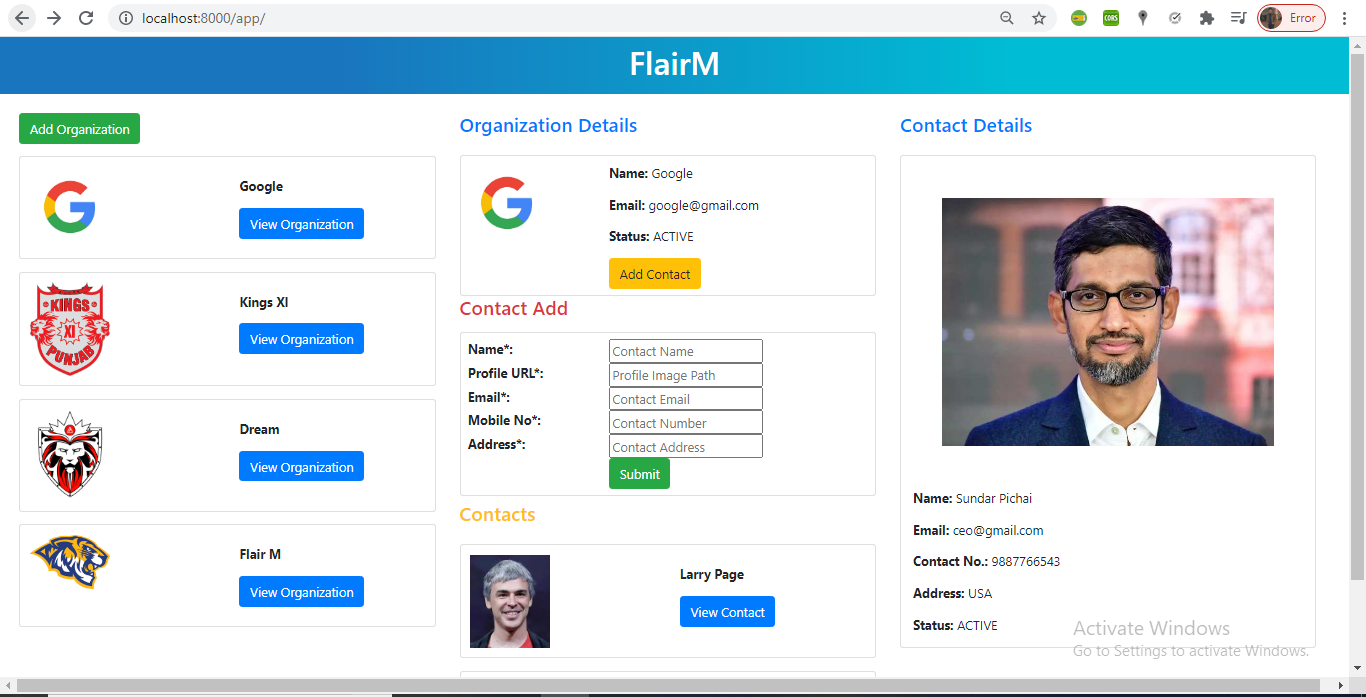 localhost:8000/app/
CORS
Error
FlairM
Add Organization
Google
View Organization
KINGS
XI
PUNJAB
Kings XI
View Organization
Dream
View Organization
Flair M
View Organization
Organization Details
Name: Google
Email: google@gmail.com
Status: ACTIVE
Add Contact
Contact Add
Name*: Contact Name
Profile URL*: Profile Image Path
Email*: Contact Email
Mobile No*: Contact Number
Address*: Contact Address
Submit
Contacts
Larry Page
View Contact
Contact Details
Name: Sundar Pichai
Email: ceo@gmail.com
Contact No.: 9887766543
Address: USA
Status: ACTIVE
Activate Windows
Go to Settings to activate Windows.